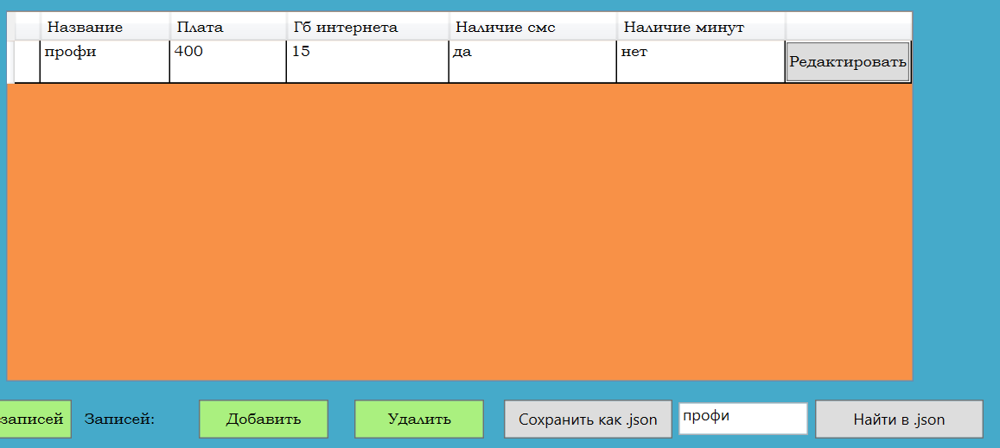 Название Плата Гб интернета Наличие смс Наличие минут
профи 400 15 да нет Редактировать
записей Записей: Добавить Удалить Сохранить как .json профи Найти в .json